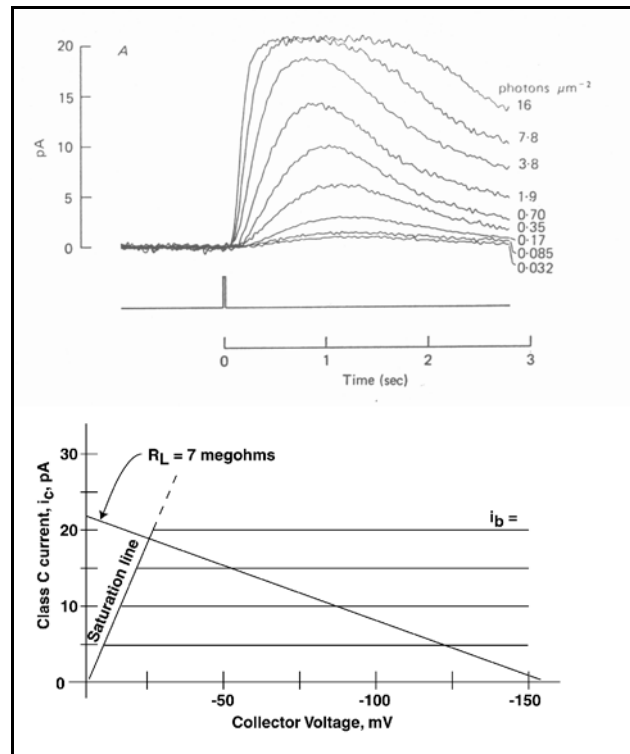 20
A
photons μm⁻²
16
15
7·8
pA
10
3·8
1·9
5
0·70
0·35
0·17
0
0·085
0·032
0
1
2
3
Time (sec)
30
R_L = 7 megohms
Class C current, i_c, pA
i_b =
20
Saturation line
10
0
-50
-100
-150
Collector Voltage, mV